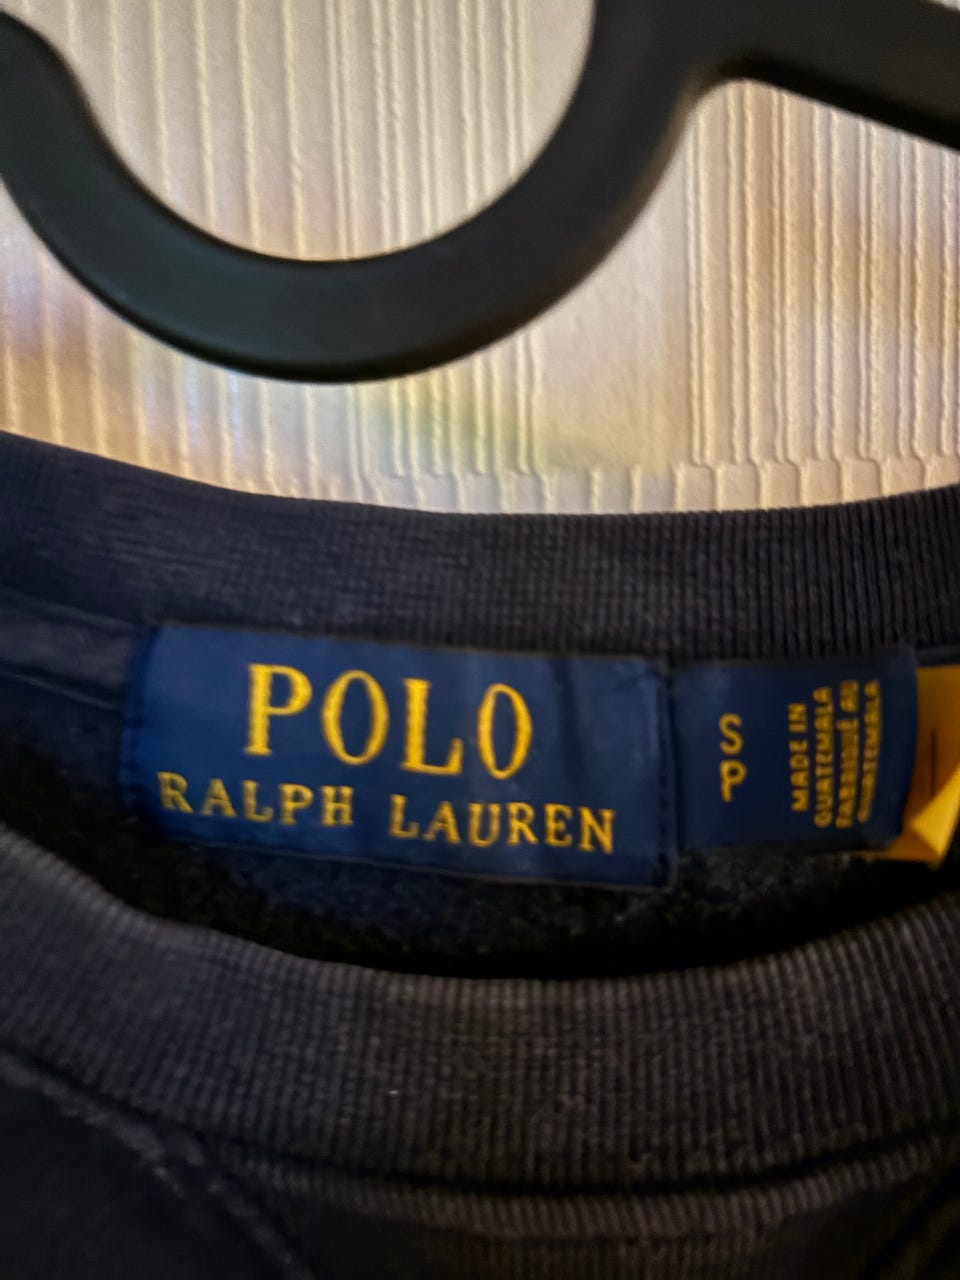 POLO
RALPH LAUREN
S
P
MADE IN
GUATEMALA
FABRIQUÉ AU
GUATEMALA